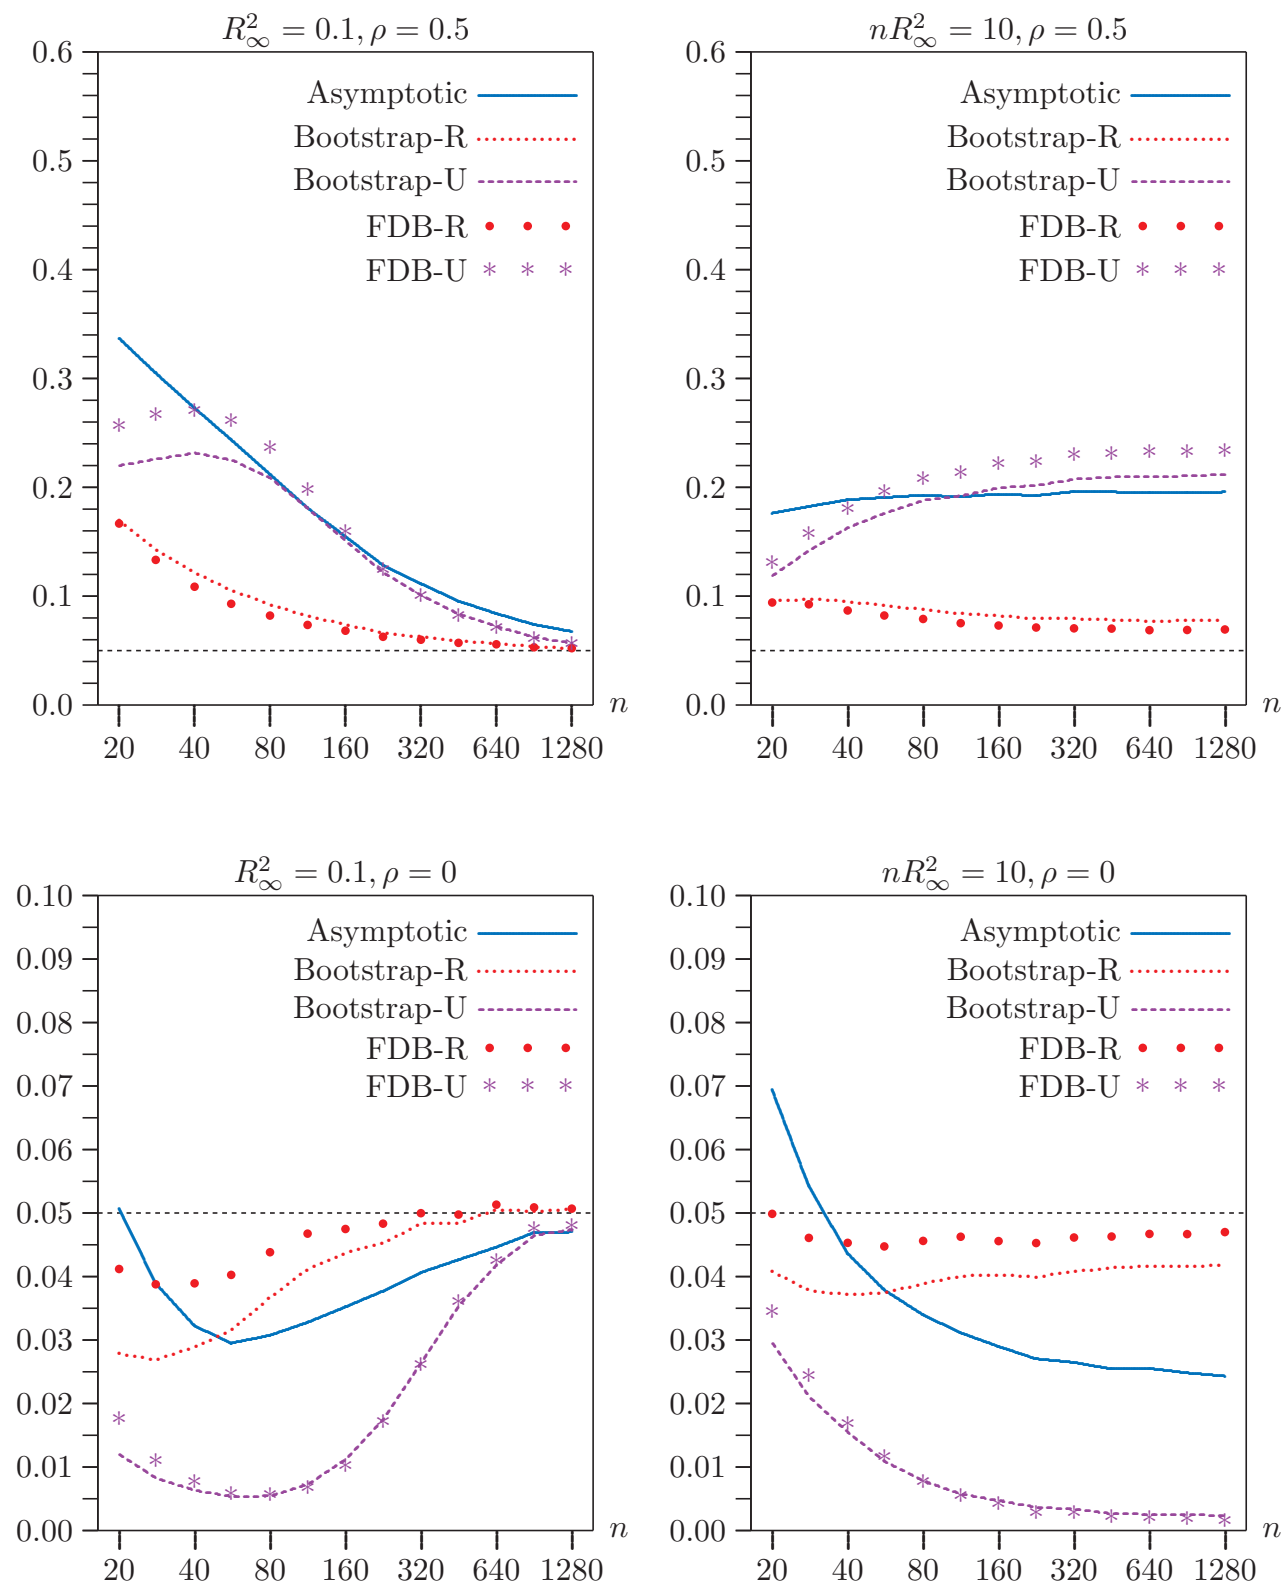 R²∞ = 0.1, ρ = 0.5
0.6
0.5
0.4
0.3
0.2
0.1
0.0
Asymptotic
Bootstrap-R
Bootstrap-U
FDB-R
FDB-U
n
20 40 80 160 320 640 1280
nR²∞ = 10, ρ = 0.5
0.6
0.5
0.4
0.3
0.2
0.1
0.0
Asymptotic
Bootstrap-R
Bootstrap-U
FDB-R
FDB-U
n
20 40 80 160 320 640 1280
R²∞ = 0.1, ρ = 0
0.10
0.09
0.08
0.07
0.06
0.05
0.04
0.03
0.02
0.01
0.00
Asymptotic
Bootstrap-R
Bootstrap-U
FDB-R
FDB-U
n
20 40 80 160 320 640 1280
nR²∞ = 10, ρ = 0
0.10
0.09
0.08
0.07
0.06
0.05
0.04
0.03
0.02
0.01
0.00
Asymptotic
Bootstrap-R
Bootstrap-U
FDB-R
FDB-U
n
20 40 80 160 320 640 1280